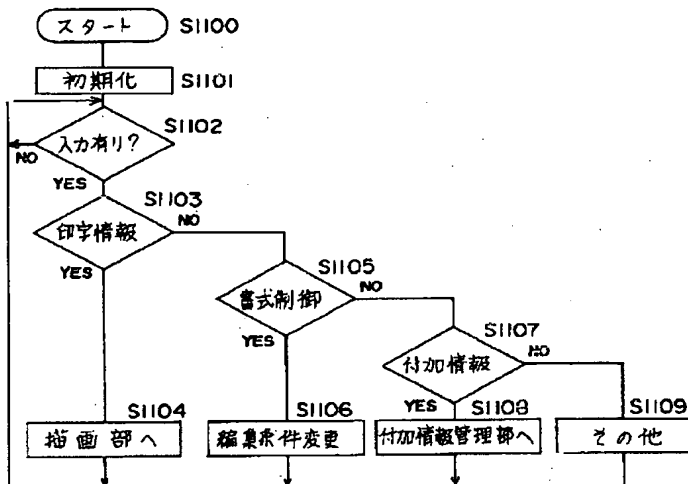 スタート S1100
初期化 S1101
S1102
入力有り?
NO
YES
S1103
印字情報 NO
YES
S1105
書式制御 NO
YES
S1107
付加情報 NO
YES
S1104 S1106 S1108 S1109
描画部へ 編集条件変更 付加情報管理部へ その他